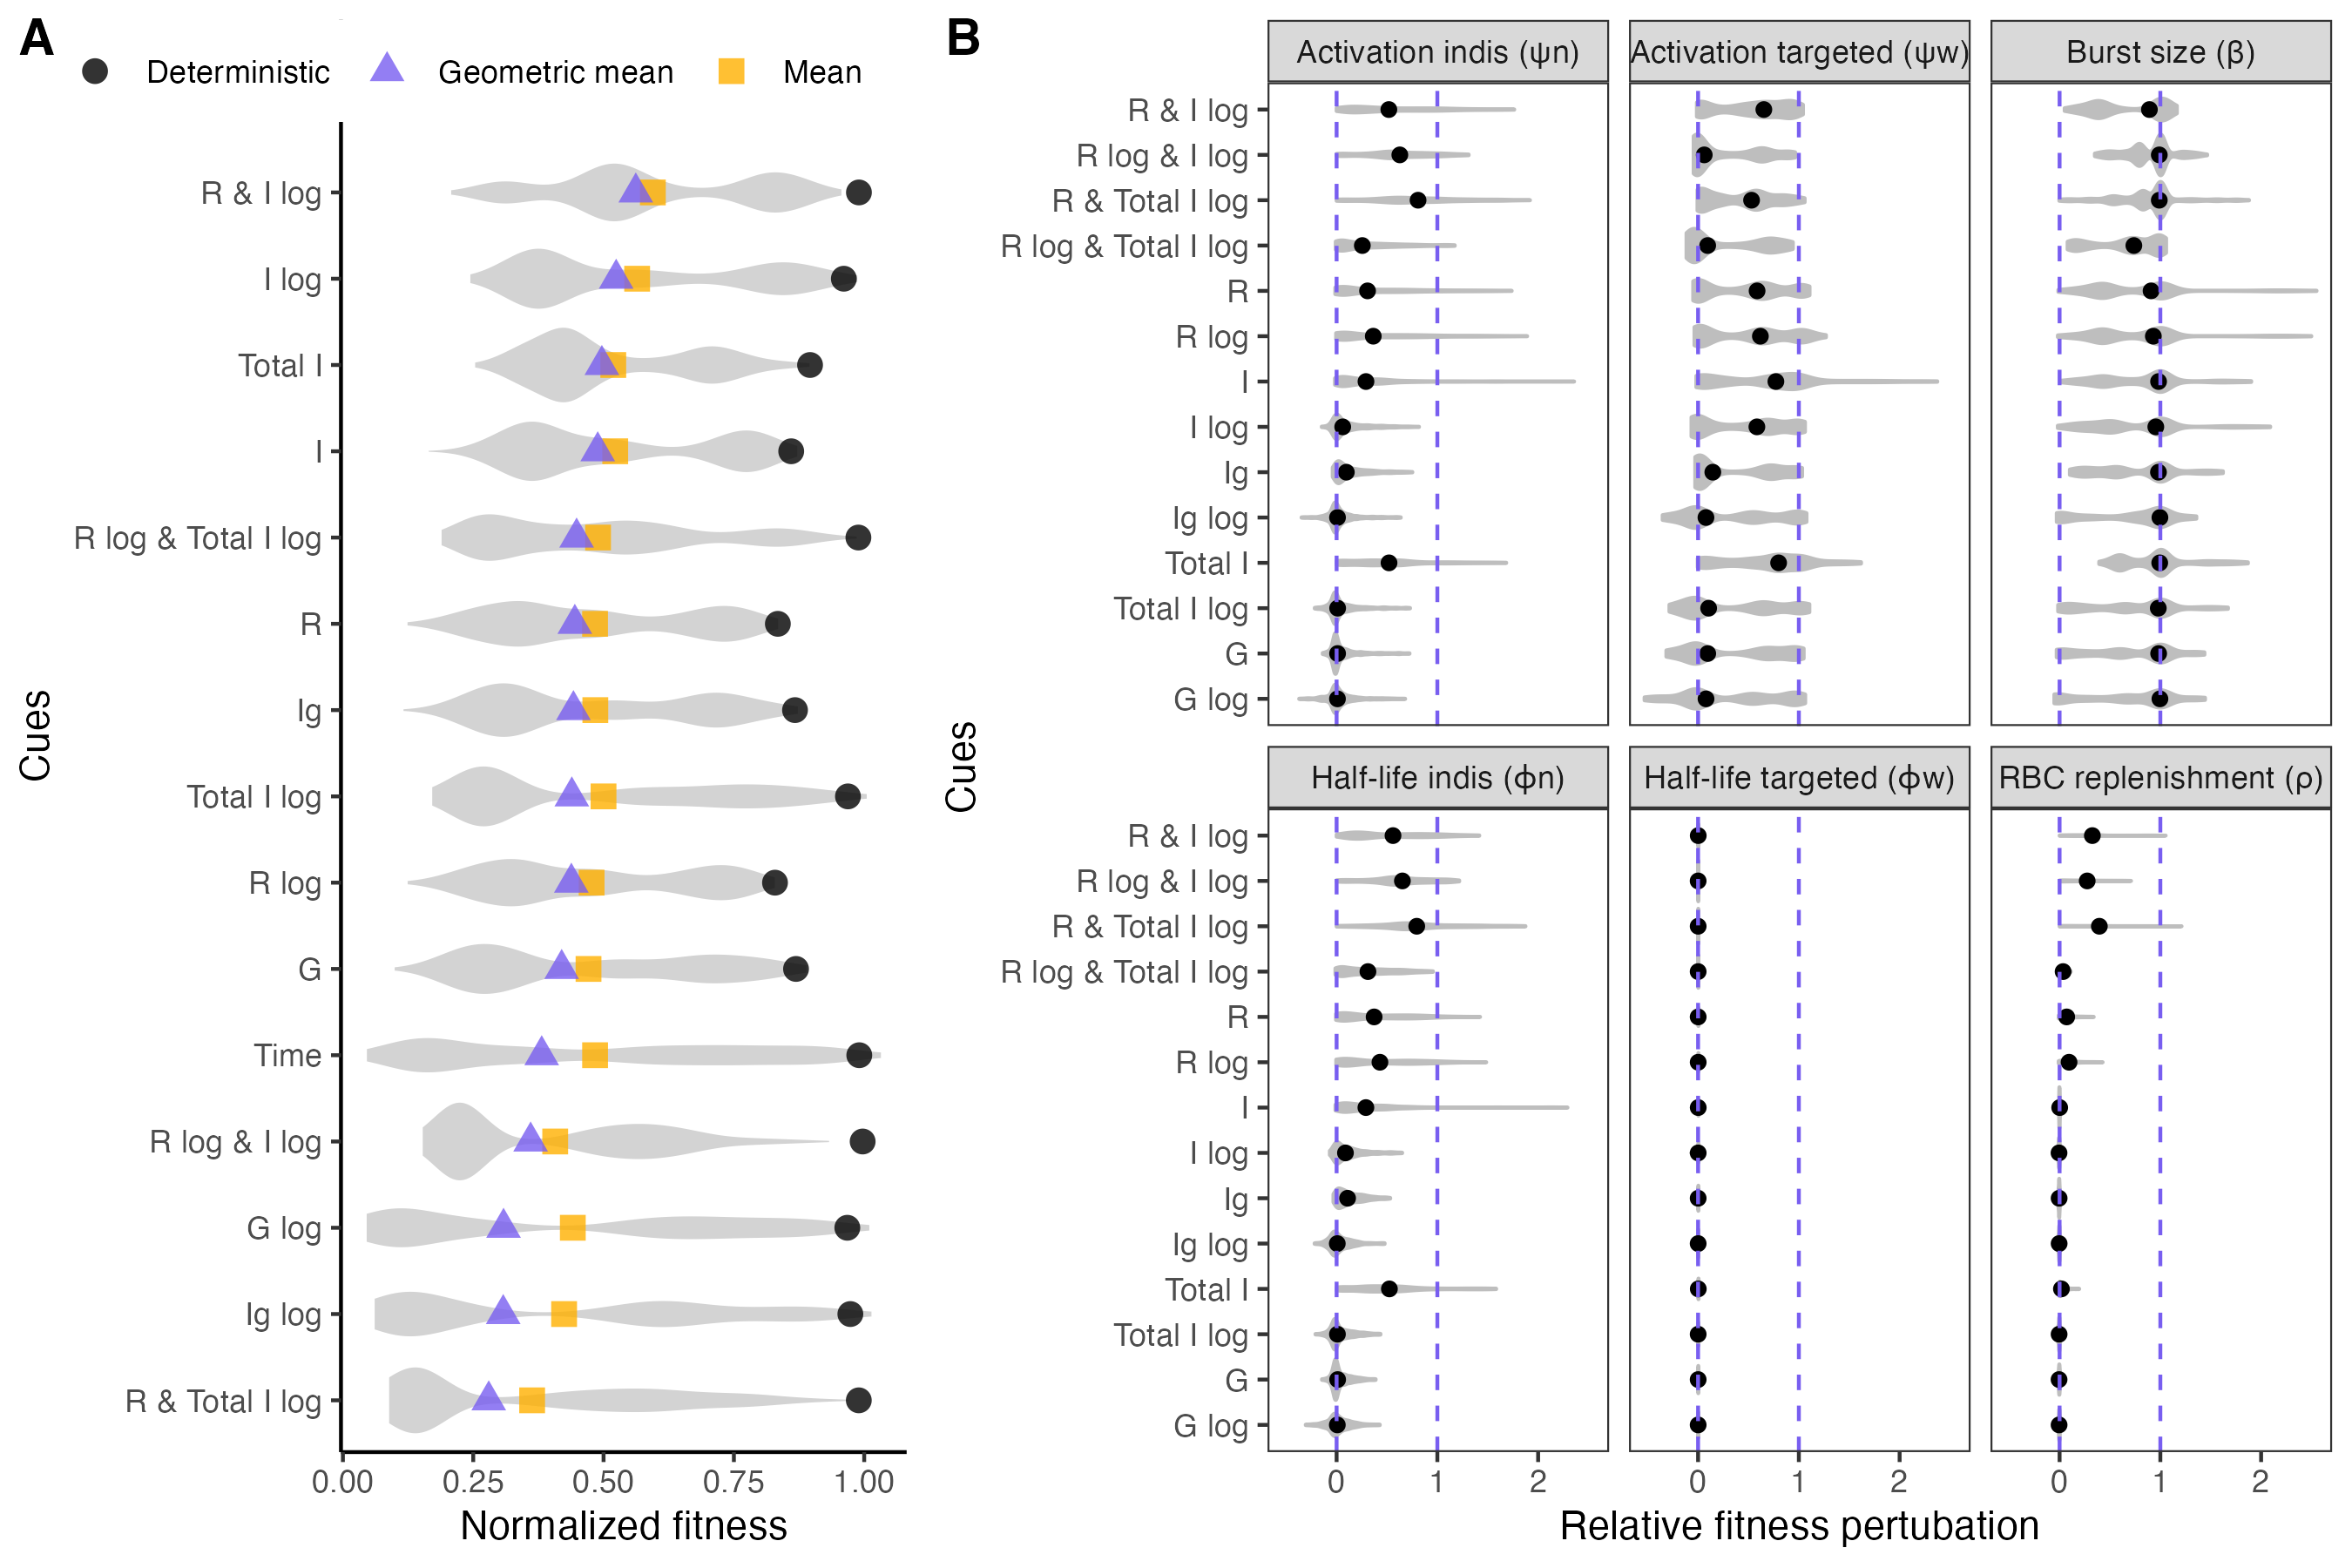 A
Deterministic Geometric mean Mean
Cues
R & I log
I log
Total I
I
R log & Total I log
R
Ig
Total I log
R log
G
Time
R log & I log
G log
Ig log
R & Total I log
0.00 0.25 0.50 0.75 1.00
Normalized fitness
B
Cues
Activation indis (ψn) Activation targeted (ψw) Burst size (β)
R & I log
R log & I log
R & Total I log
R log & Total I log
R
R log
I
I log
Ig
Ig log
Total I
Total I log
G
G log
Half-life indis (ϕn) Half-life targeted (ϕw) RBC replenishment (ρ)
R & I log
R log & I log
R & Total I log
R log & Total I log
R
R log
I
I log
Ig
Ig log
Total I
Total I log
G
G log
0 1 2 0 1 2 0 1 2
Relative fitness pertubation